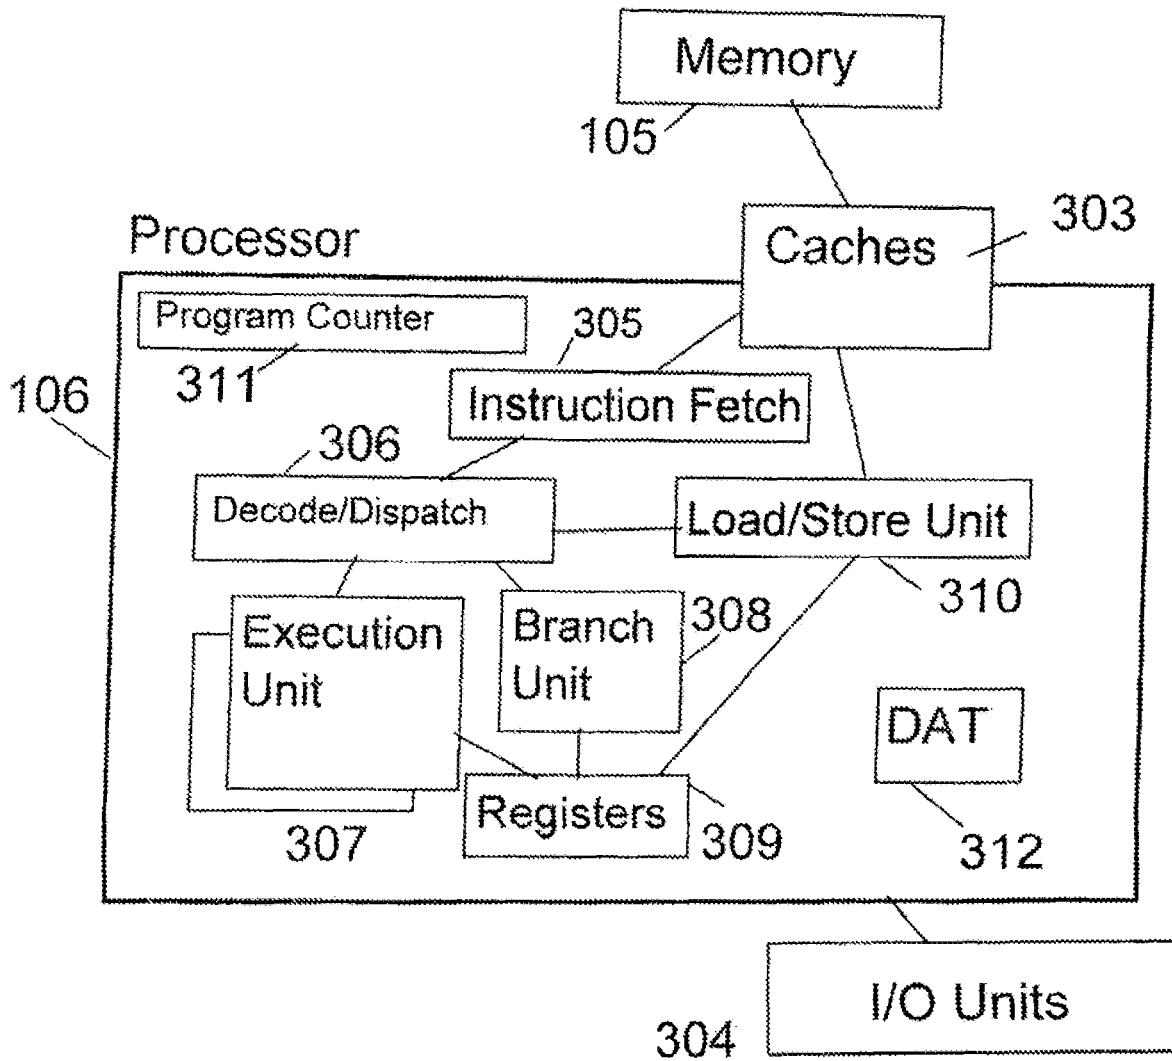 Memory
105
303
Caches
Processor
Program Counter
305
311
Instruction Fetch
106
306
Decode/Dispatch
Load/Store Unit
310
Execution
Unit
Branch
Unit
308
DAT
Registers
307
309
312
I/O Units
304